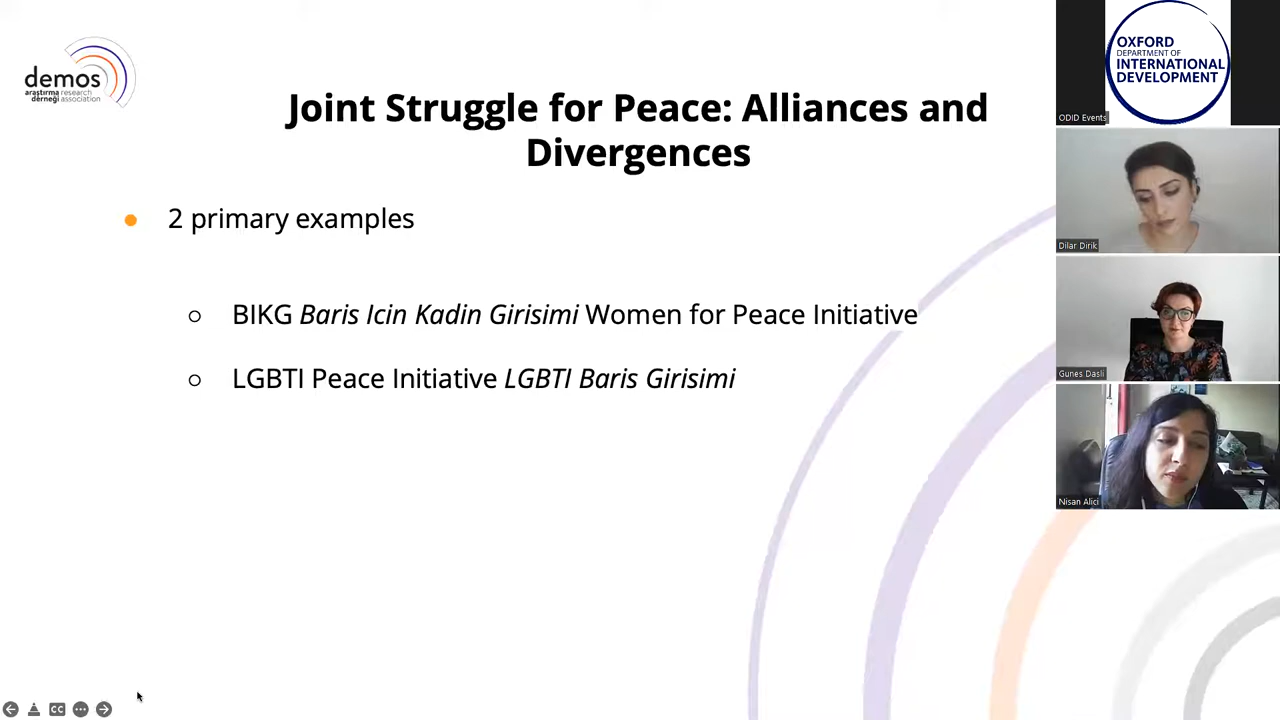 demos
araştırma research
derneği association
Joint Struggle for Peace: Alliances and
Divergences
2 primary examples
BIKG Baris Icin Kadin Girisimi Women for Peace Initiative
LGBTI Peace Initiative LGBTI Baris Girisimi
OXFORD
DEPARTMENT OF
INTERNATIONAL
DEVELOPMENT
ODID Events
Dilar Dirik
Gunes Dasli
Nisan Alici
CC